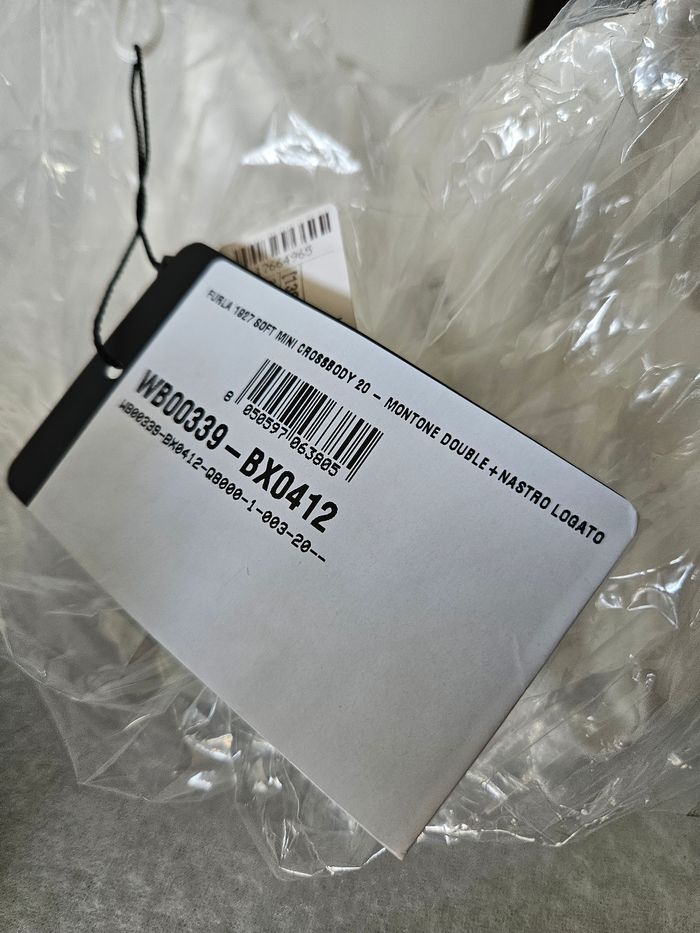 7664965
FURLA 1927 SOFT MINI CROSSBODY 20 – MONTONE DOUBLE+NASTRO LOGATO
8 050597 063805
WB00339-BX0412
WB00339-BX0412-QB000-1-003-20--